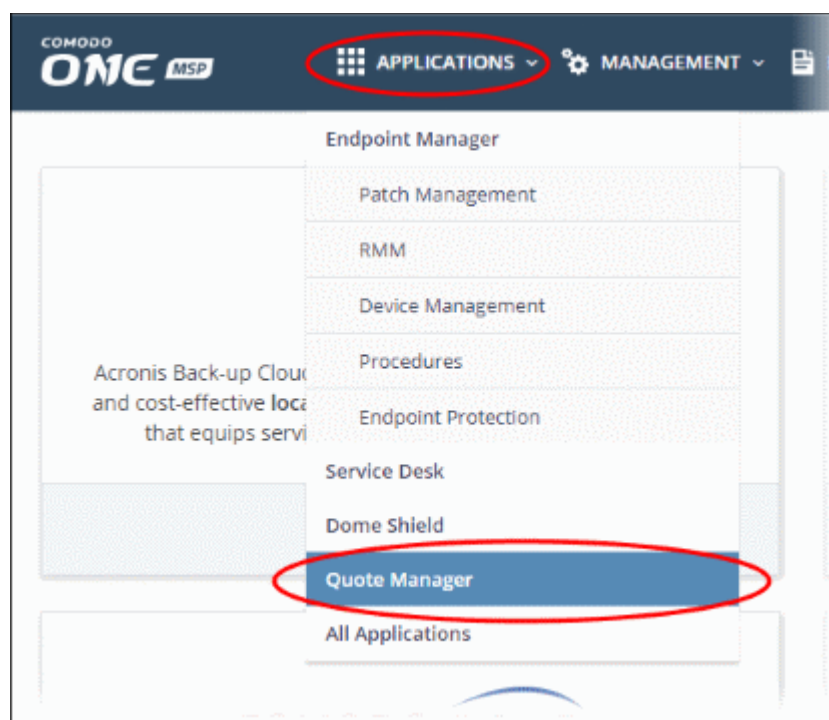 COMODO
ONE MSP
APPLICATIONS
MANAGEMENT
Endpoint Manager
Patch Management
RMM
Device Management
Procedures
Endpoint Protection
Service Desk
Dome Shield
Quote Manager
All Applications
Acronis Back-up Clou
and cost-effective loca
that equips servi